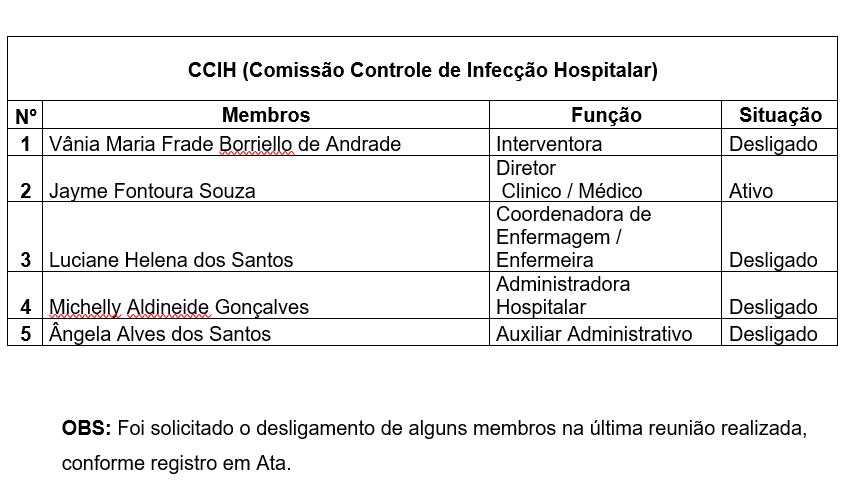 CCIH (Comissão Controle de Infecção Hospitalar)
Nº Membros Função Situação
1 Vânia Maria Frade Borriello de Andrade Interventora Desligado
Diretor
2 Jayme Fontoura Souza Clinico / Médico Ativo
Coordenadora de
Enfermagem /
3 Luciane Helena dos Santos Enfermeira Desligado
Administradora
4 Michelly Aldineide Gonçalves Hospitalar Desligado
5 Ângela Alves dos Santos Auxiliar Administrativo Desligado
OBS: Foi solicitado o desligamento de alguns membros na última reunião realizada,
conforme registro em Ata.